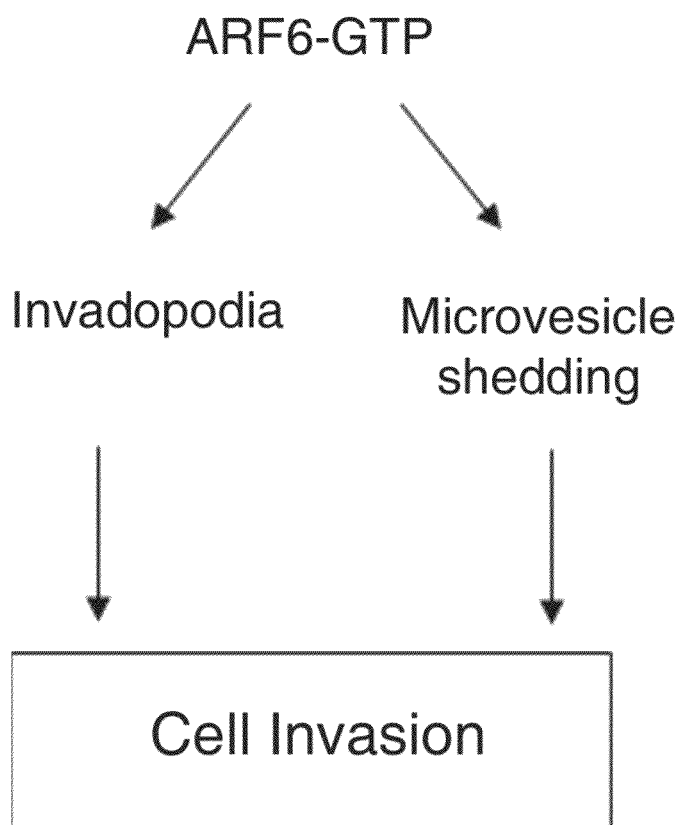 ARF6-GTP
Invadopodia
Microvesicle
shedding
Cell Invasion